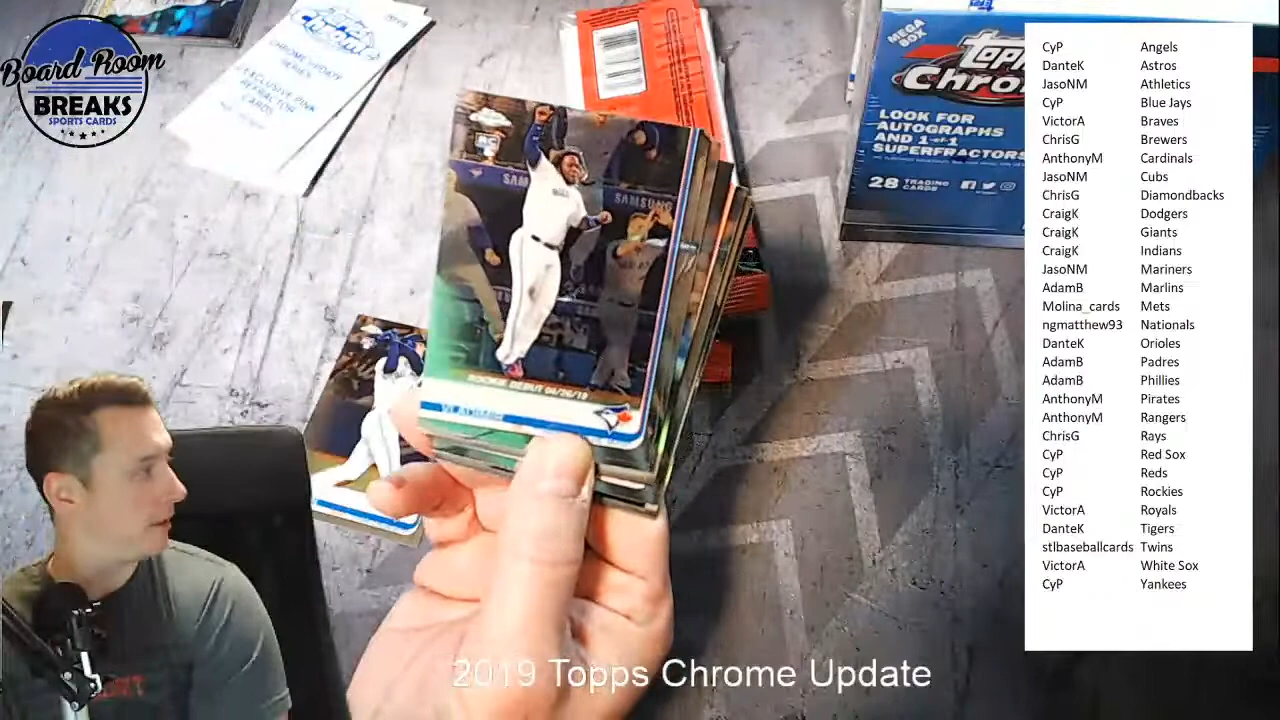 Board Room
BREAKS
SPORTS CARDS
Topps
Chrome
CHROME UPDATE
SERIES
EXCLUSIVE PINK
REFRACTOR
CARDS
SAMSUNG
ROOKIE DEBUT 04/26/19
VLADIMIR
MEGA
BOX
topps
Chro
LOOK FOR
AUTOGRAPHS
AND 1-of-1
SUPERFRACTORS
28 TRADING
CARDS
CyP Angels
DanteK Astros
JasoNM Athletics
CyP Blue Jays
VictorA Braves
ChrisG Brewers
AnthonyM Cardinals
JasoNM Cubs
ChrisG Diamondbacks
CraigK Dodgers
CraigK Giants
CraigK Indians
JasoNM Mariners
AdamB Marlins
Molina_cards Mets
ngmatthew93 Nationals
DanteK Orioles
AdamB Padres
AdamB Phillies
AnthonyM Pirates
AnthonyM Rangers
ChrisG Rays
CyP Red Sox
CyP Reds
CyP Rockies
VictorA Royals
DanteK Tigers
stlbaseballcards Twins
VictorA White Sox
CyP Yankees
2019 Topps Chrome Update